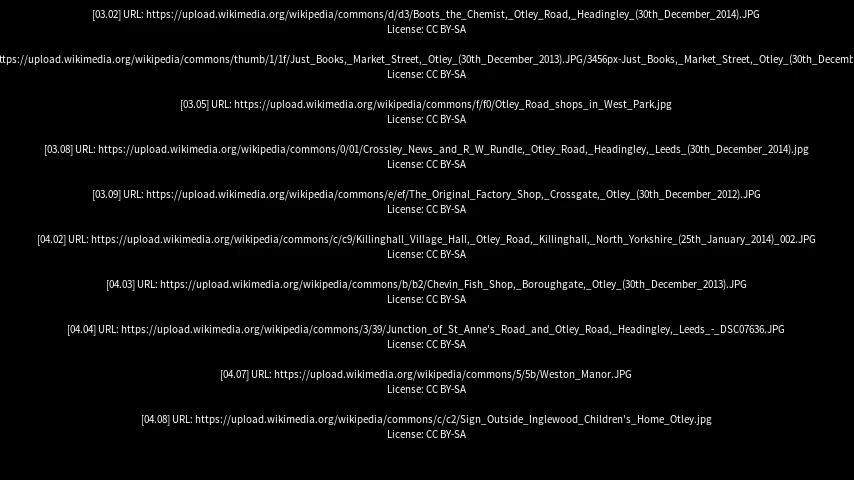 [03.02] URL: https://upload.wikimedia.org/wikipedia/commons/d/d3/Boots_the_Chemist,_Otley_Road,_Headingley_(30th_December_2014).JPG
License: CC BY-SA
ttps://upload.wikimedia.org/wikipedia/commons/thumb/1/1f/Just_Books,_Market_Street,_Otley_(30th_December_2013).JPG/3456px-Just_Books,_Market_Street,_Otley_(30th_Decemb
License: CC BY-SA
[03.05] URL: https://upload.wikimedia.org/wikipedia/commons/f/f0/Otley_Road_shops_in_West_Park.jpg
License: CC BY-SA
[03.08] URL: https://upload.wikimedia.org/wikipedia/commons/0/01/Crossley_News_and_R_W_Rundle,_Otley_Road,_Headingley,_Leeds_(30th_December_2014).jpg
License: CC BY-SA
[03.09] URL: https://upload.wikimedia.org/wikipedia/commons/e/ef/The_Original_Factory_Shop,_Crossgate,_Otley_(30th_December_2012).JPG
License: CC BY-SA
[04.02] URL: https://upload.wikimedia.org/wikipedia/commons/c/c9/Killinghall_Village_Hall,_Otley_Road,_Killinghall,_North_Yorkshire_(25th_January_2014)_002.JPG
License: CC BY-SA
[04.03] URL: https://upload.wikimedia.org/wikipedia/commons/b/b2/Chevin_Fish_Shop,_Boroughgate,_Otley_(30th_December_2013).JPG
License: CC BY-SA
[04.04] URL: https://upload.wikimedia.org/wikipedia/commons/3/39/Junction_of_St_Anne's_Road_and_Otley_Road,_Headingley,_Leeds_-_DSC07636.JPG
License: CC BY-SA
[04.07] URL: https://upload.wikimedia.org/wikipedia/commons/5/5b/Weston_Manor.JPG
License: CC BY-SA
[04.08] URL: https://upload.wikimedia.org/wikipedia/commons/c/c2/Sign_Outside_Inglewood_Children's_Home_Otley.jpg
License: CC BY-SA